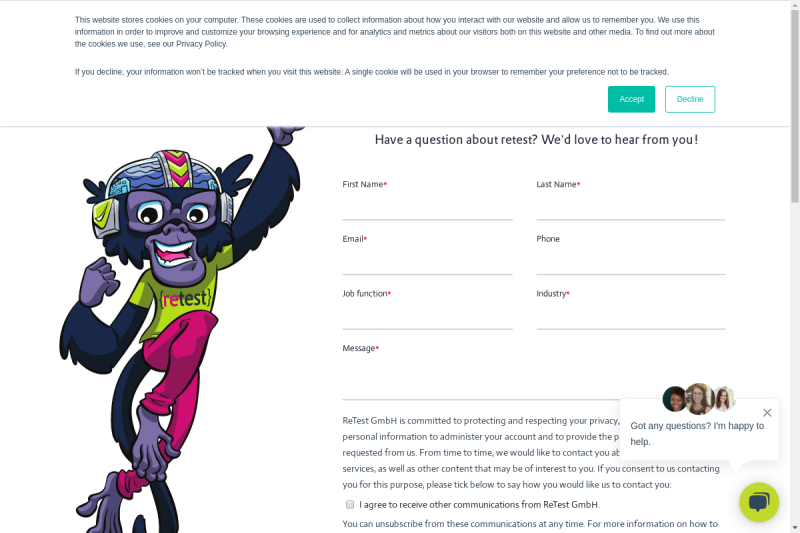 This website stores cookies on your computer. These cookies are used to collect information about how you interact with our website and allow us to remember you. We use this
information in order to improve and customize your browsing experience and for analytics and metrics about our visitors both on this website and other media. To find out more about
the cookies we use, see our Privacy Policy.
If you decline, your information won't be tracked when you visit this website. A single cookie will be used in your browser to remember your preference not to be tracked.
Accept
Decline
Have a question about retest? We'd love to hear from you!
First Name*
Last Name*
Email*
Phone
Job function*
Industry*
Message*
{retest}
ReTest GmbH is committed to protecting and respecting your privacy,
personal information to administer your account and to provide the
requested from us. From time to time, we would like to contact you
services, as well as other content that may be of interest to you. If you consent to us contacting
you for this purpose, please tick below to say how you would like us to contact you:
I agree to receive other communications from ReTest GmbH.
You can unsubscribe from these communications at any time. For more information on how to
Got any questions? I'm happy to
help.